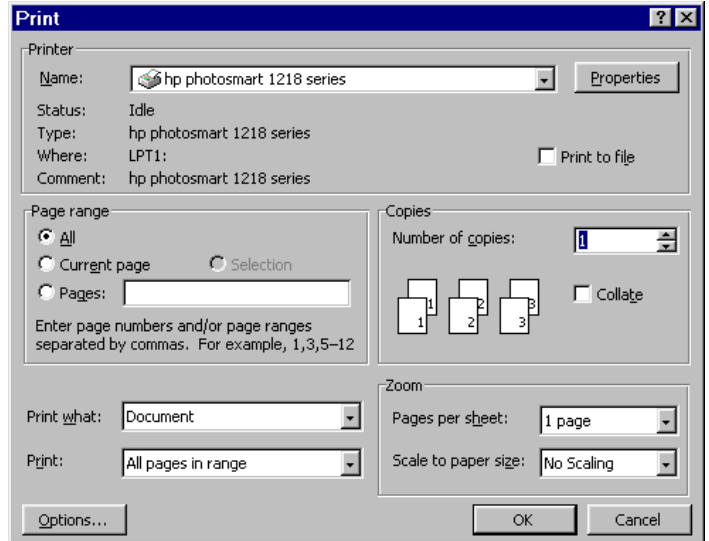 Print
Printer
Name: hp photosmart 1218 series Properties
Status: Idle
Type: hp photosmart 1218 series
Where: LPT1: Print to file
Comment: hp photosmart 1218 series
Page range
All
Current page Selection
Pages:
Enter page numbers and/or page ranges
separated by commas. For example, 1,3,5–12
Copies
Number of copies: 1
1 2 3
1 2 3
Collate
Print what: Document
Print: All pages in range
Zoom
Pages per sheet: 1 page
Scale to paper size: No Scaling
Options... OK Cancel